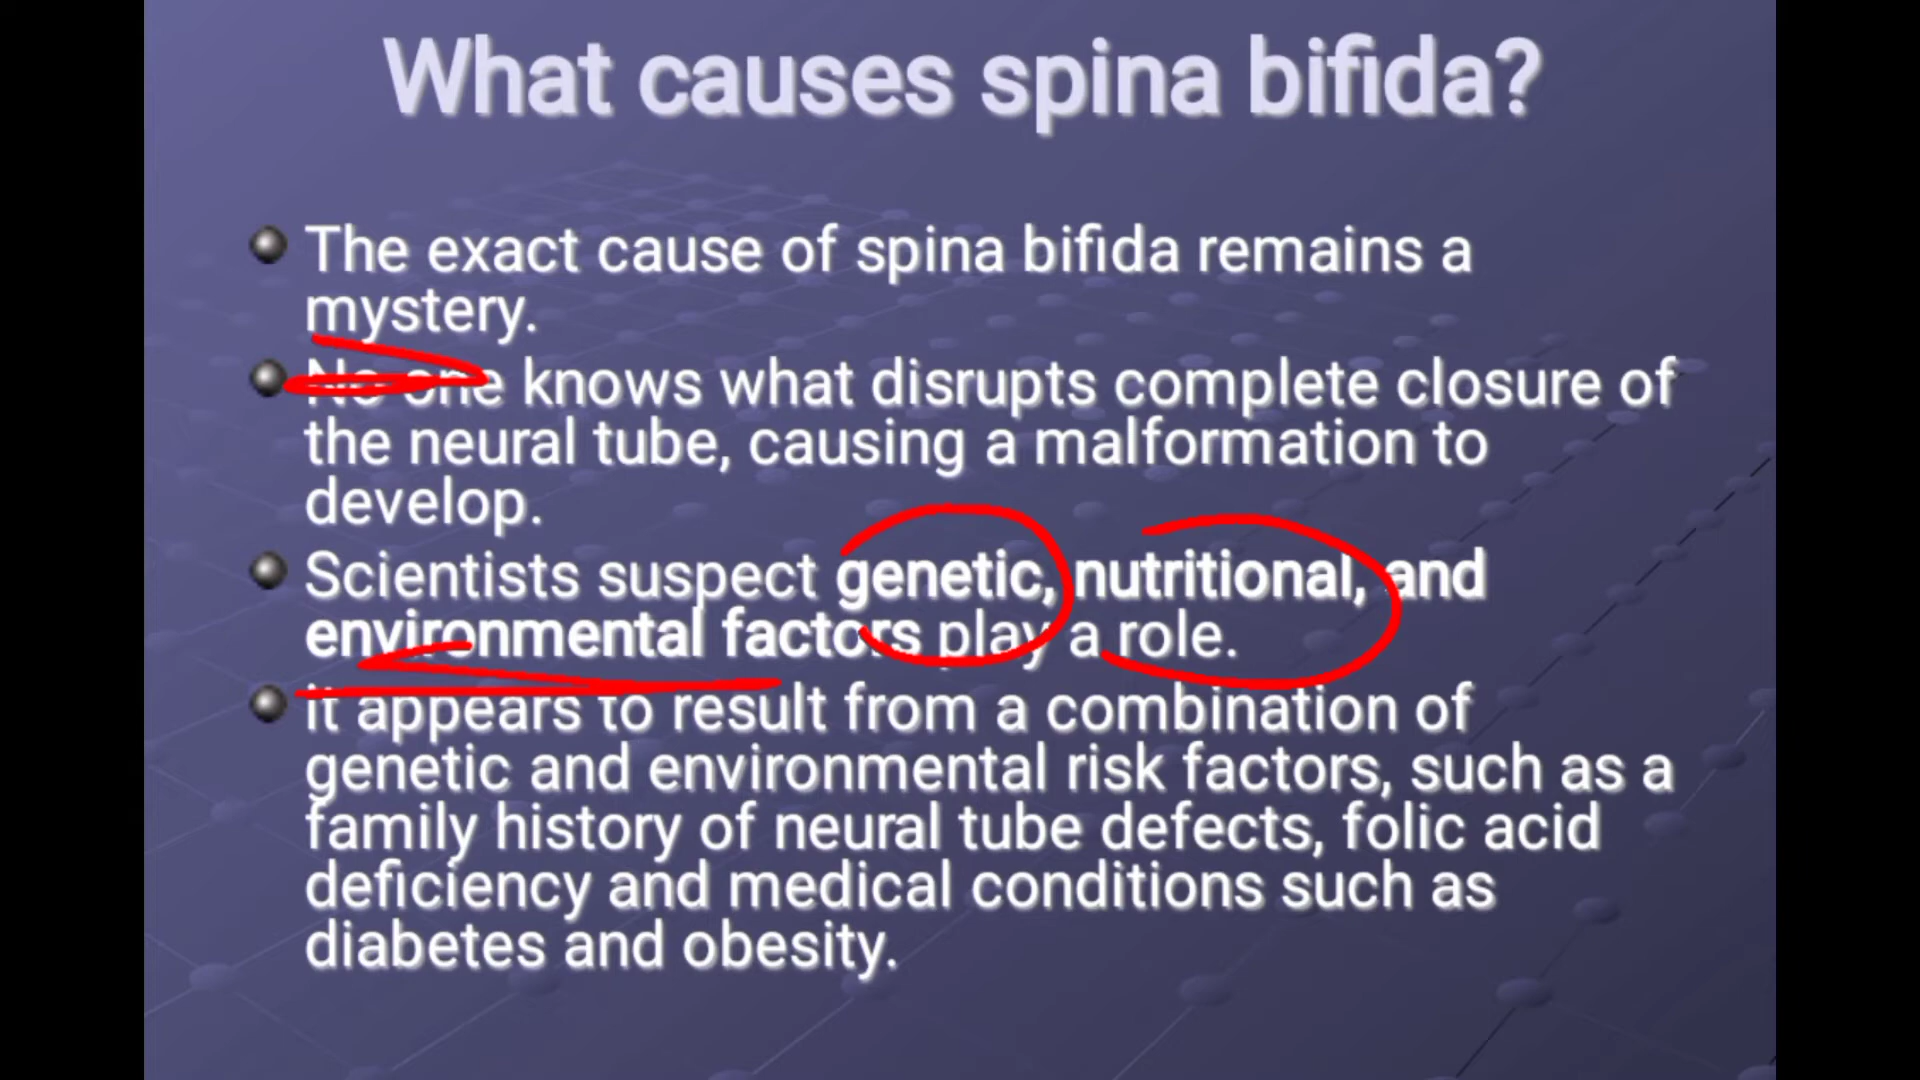 What causes spina bifida?
The exact cause of spina bifida remains a
mystery.
No one knows what disrupts complete closure of
the neural tube, causing a malformation to
develop.
Scientists suspect genetic, nutritional, and
environmental factors play a role.
it appears to result from a combination of
genetic and environmental risk factors, such as a
family history of neural tube defects, folic acid
deficiency and medical conditions such as
diabetes and obesity.